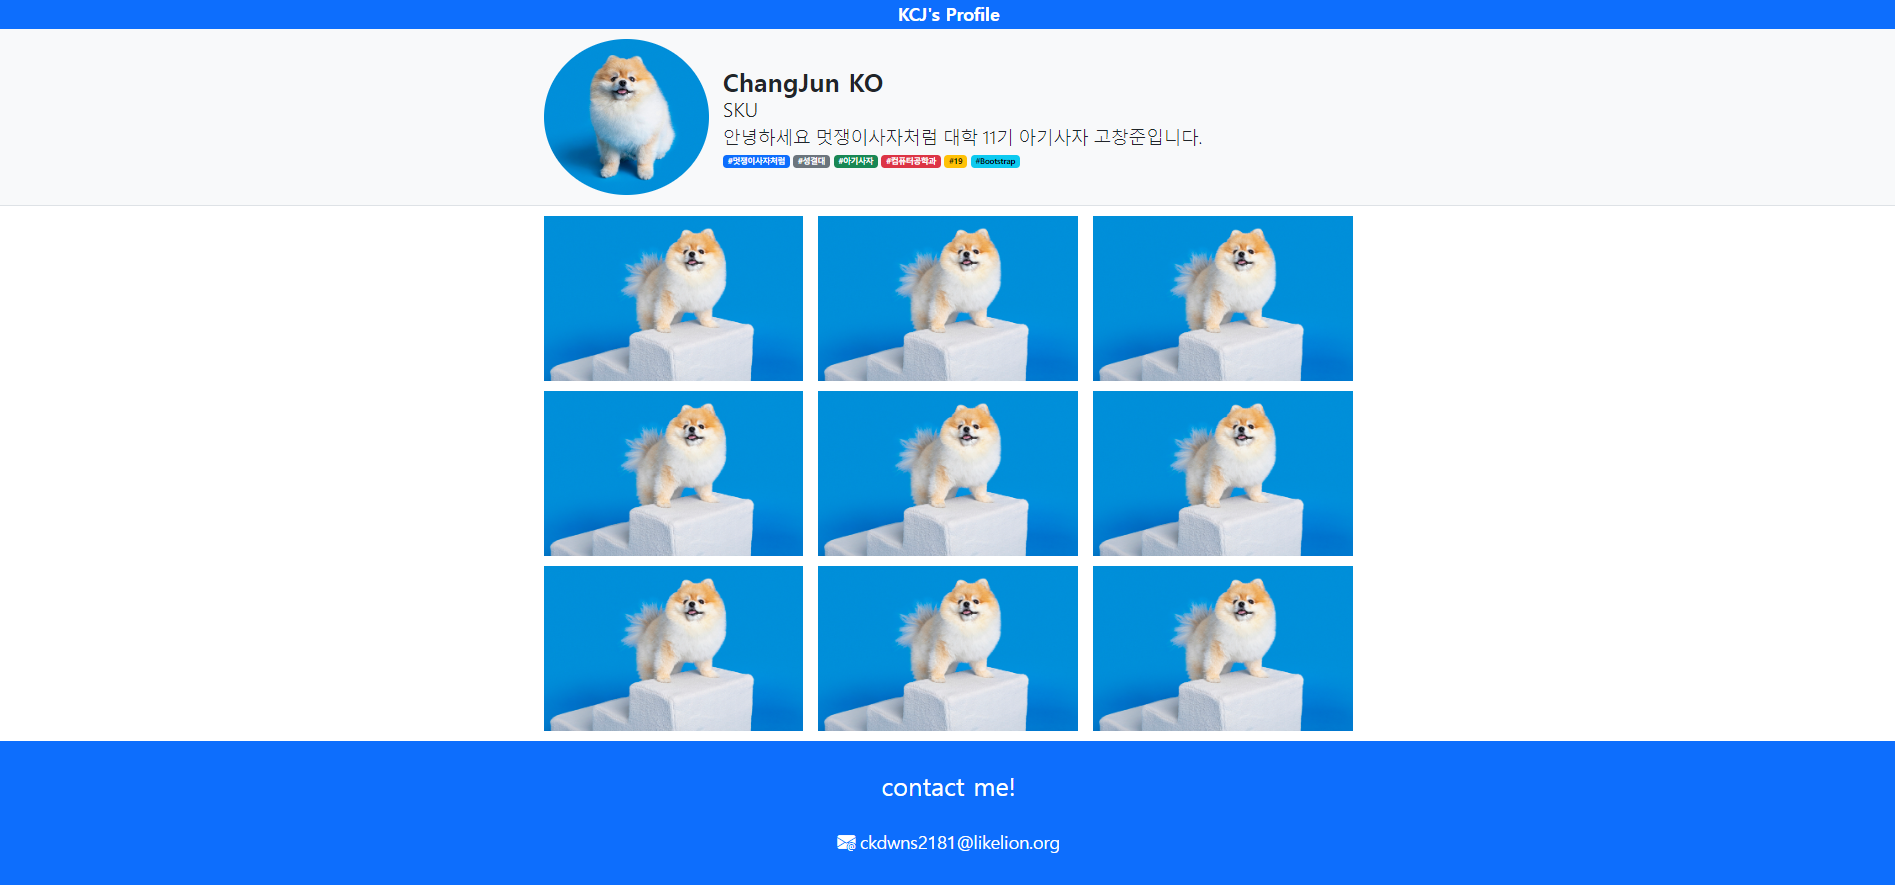 KCJ's Profile
ChangJun KO
SKU
안녕하세요 멋쟁이사자처럼 대학 11기 아기사자 고창준입니다.
#멋쟁이사자처럼 #성결대 #아기사자 #컴퓨터공학과 #19 #Bootstrap
contact me!
ckdwns2181@likelion.org